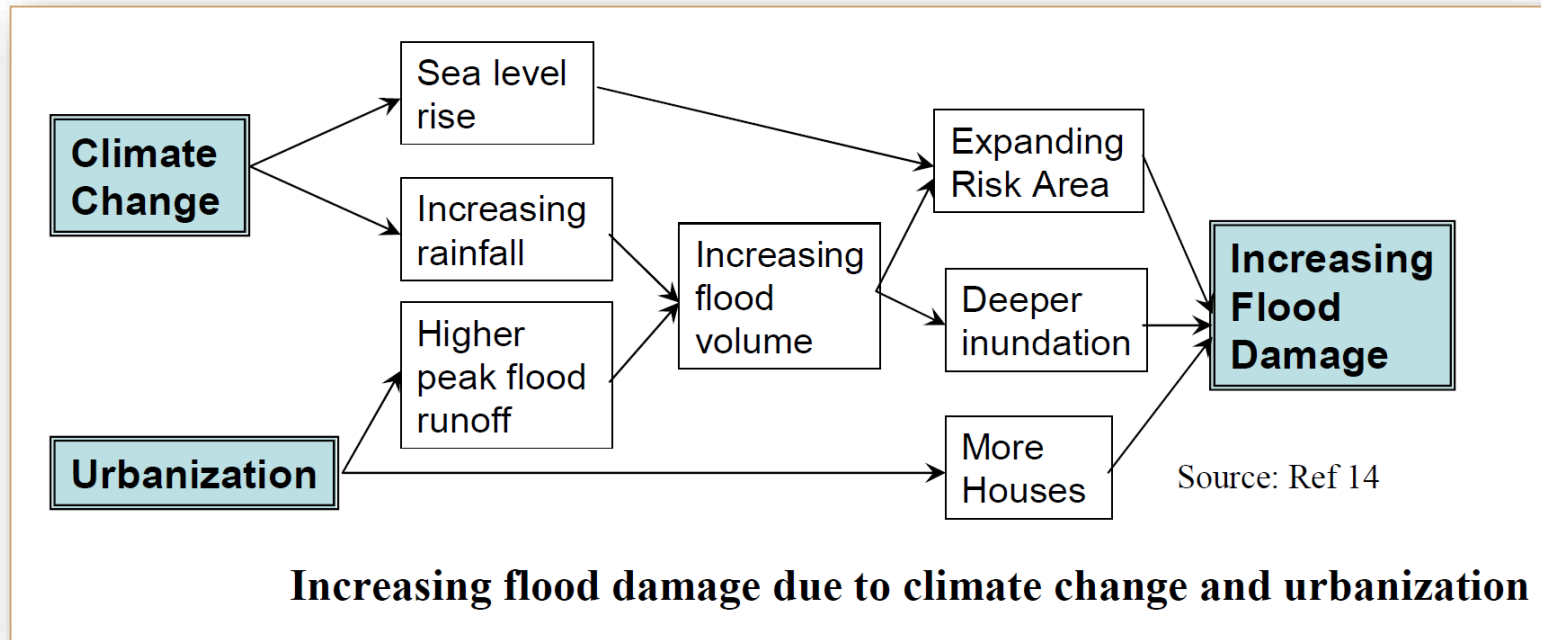 Sea level
rise
Climate
Change
Expanding
Risk Area
Increasing
rainfall
Increasing
flood
volume
Increasing
Flood
Damage
Deeper
inundation
Higher
peak flood
runoff
Urbanization
More
Houses
Source: Ref 14
Increasing flood damage due to climate change and urbanization